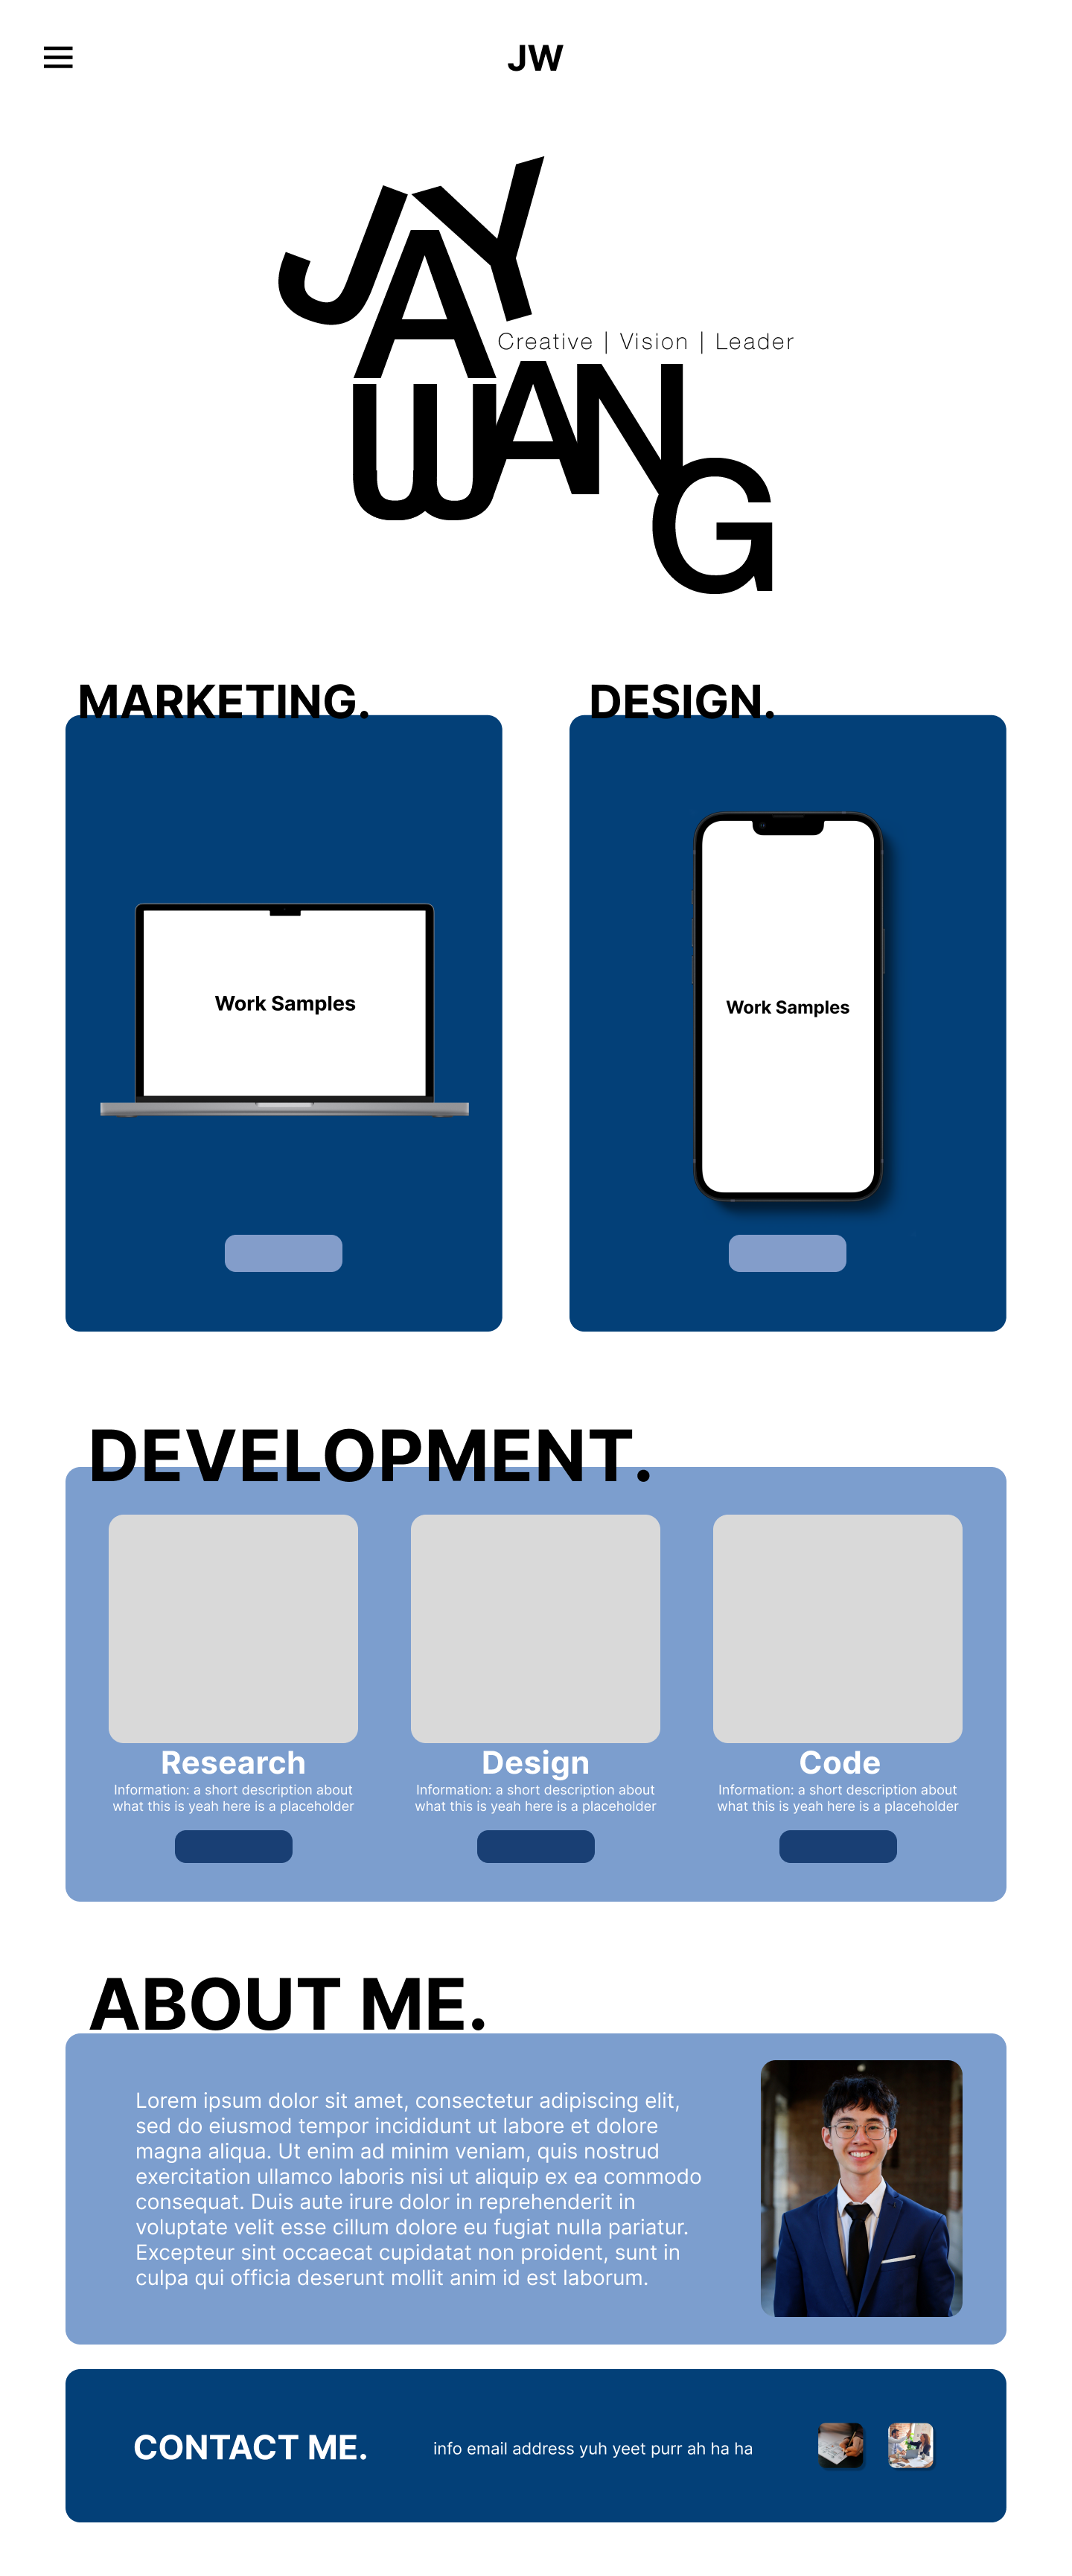 JW
JAY
Creative | Vision | Leader
WANG
MARKETING.
DESIGN.
Work Samples
Work Samples
DEVELOPMENT.
Research
Information: a short description about
what this is yeah here is a placeholder
Design
Information: a short description about
what this is yeah here is a placeholder
Code
Information: a short description about
what this is yeah here is a placeholder
ABOUT ME.
Lorem ipsum dolor sit amet, consectetur adipiscing elit,
sed do eiusmod tempor incididunt ut labore et dolore
magna aliqua. Ut enim ad minim veniam, quis nostrud
exercitation ullamco laboris nisi ut aliquip ex ea commodo
consequat. Duis aute irure dolor in reprehenderit in
voluptate velit esse cillum dolore eu fugiat nulla pariatur.
Excepteur sint occaecat cupidatat non proident, sunt in
culpa qui officia deserunt mollit anim id est laborum.
CONTACT ME.
info email address yuh yeet purr ah ha ha